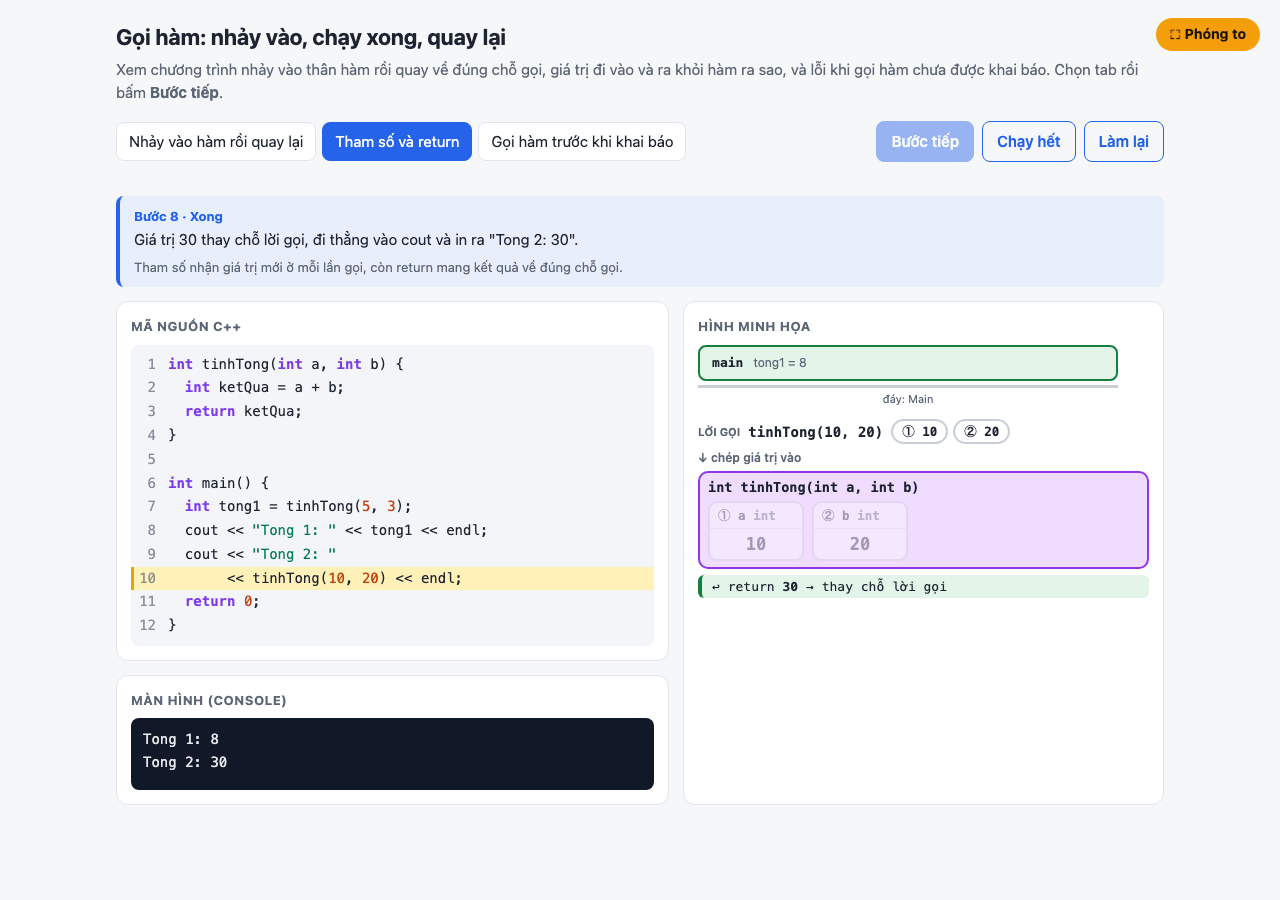 Gọi hàm: nhảy vào, chạy xong, quay lại
Phóng to
Xem chương trình nhảy vào thân hàm rồi quay về đúng chỗ gọi, giá trị đi vào và ra khỏi hàm ra sao, và lỗi khi gọi hàm chưa được khai báo. Chọn tab rồi
bấm Bước tiếp.
Nhảy vào hàm rồi quay lại
Tham số và return
Gọi hàm trước khi khai báo
Bước tiếp
Chạy hết
Làm lại
Bước 8 · Xong
Giá trị 30 thay chỗ lời gọi, đi thẳng vào cout và in ra "Tong 2: 30".
Tham số nhận giá trị mới ở mỗi lần gọi, còn return mang kết quả về đúng chỗ gọi.
MÃ NGUỒN C++
1 int tinhTong(int a, int b) {
2   int ketQua = a + b;
3   return ketQua;
4 }
5
6 int main() {
7   int tong1 = tinhTong(5, 3);
8   cout << "Tong 1: " << tong1 << endl;
9   cout << "Tong 2: "
10        << tinhTong(10, 20) << endl;
11   return 0;
12 }
MÀN HÌNH (CONSOLE)
Tong 1: 8
Tong 2: 30
HÌNH MINH HỌA
main tong1 = 8
đáy: Main
LỜI GỌI tinhTong(10, 20) ① 10 ② 20
↓ chép giá trị vào
int tinhTong(int a, int b)
① a int ② b int
10 20
↩ return 30 → thay chỗ lời gọi